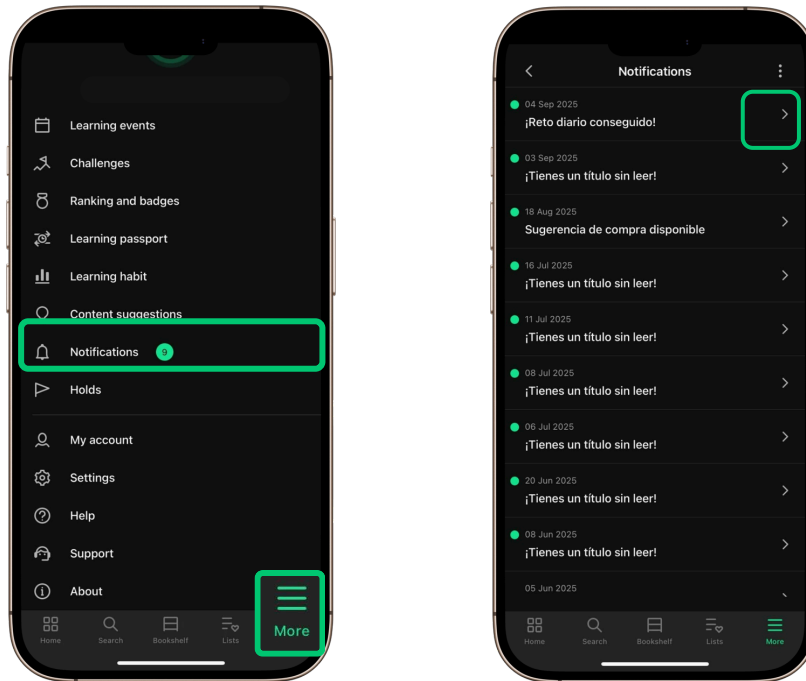 Learning events
Challenges
Ranking and badges
Learning passport
Learning habit
Content suggestions
Notifications 9
Holds
My account
Settings
Help
Support
About
Home
Search
Bookshelf
Lists
More
Notifications
04 Sep 2025
¡Reto diario conseguido!
03 Sep 2025
¡Tienes un título sin leer!
18 Aug 2025
Sugerencia de compra disponible
16 Jul 2025
¡Tienes un título sin leer!
11 Jul 2025
¡Tienes un título sin leer!
08 Jul 2025
¡Tienes un título sin leer!
06 Jul 2025
¡Tienes un título sin leer!
20 Jun 2025
¡Tienes un título sin leer!
08 Jun 2025
¡Tienes un título sin leer!
05 Jun 2025
Home
Search
Bookshelf
Lists
More